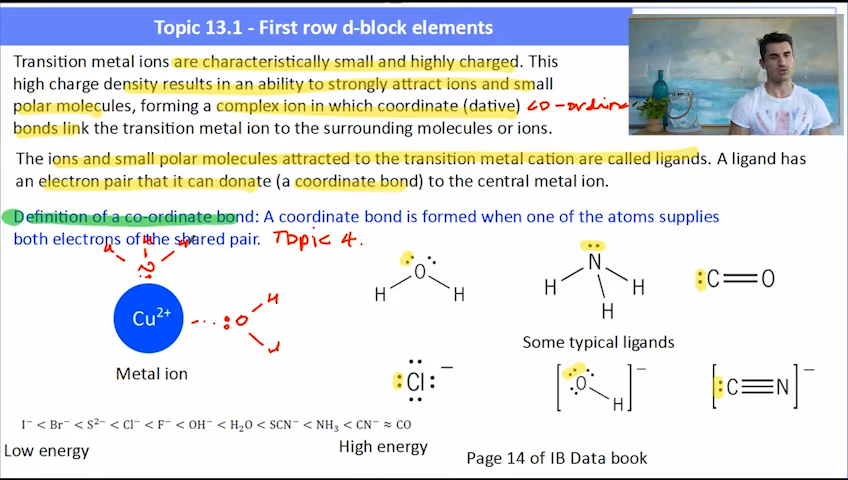 Topic 13.1 - First row d-block elements
Transition metal ions are characteristically small and highly charged. This
high charge density results in an ability to strongly attract ions and small
polar molecules, forming a complex ion in which coordinate (dative)
bonds link the transition metal ion to the surrounding molecules or ions.
The ions and small polar molecules attracted to the transition metal cation are called ligands. A ligand has
an electron pair that it can donate (a coordinate bond) to the central metal ion.
Definition of a co-ordinate bond: A coordinate bond is formed when one of the atoms supplies
both electrons of the shared pair. Topic 4.
H H H
N
Cu²⁺
O H
H
Metal ion
H O H
H N H
H
C O
Some typical ligands
Cl⁻
[O H]⁻
[C≡N]⁻
I⁻ < Br⁻ < S²⁻ < Cl⁻ < F⁻ < OH⁻ < H₂O < SCN⁻ < NH₃ < CN⁻ ≈ CO
Low energy
High energy
Page 14 of IB Data book